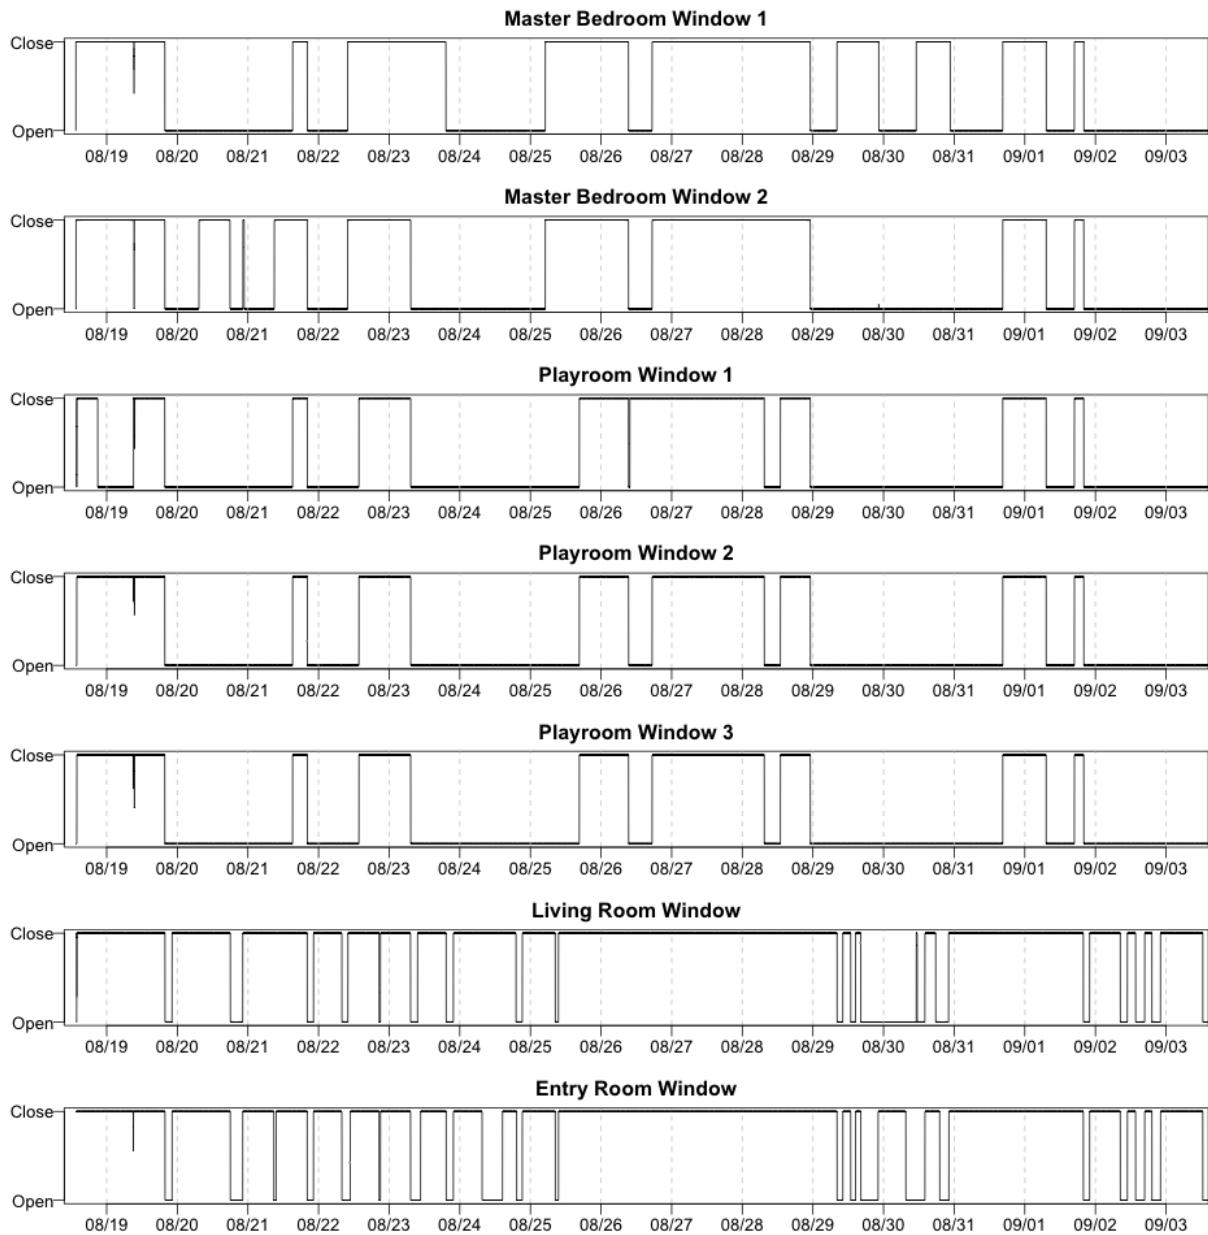 Master Bedroom Window 1
Close
Open
08/19 08/20 08/21 08/22 08/23 08/24 08/25 08/26 08/27 08/28 08/29 08/30 08/31 09/01 09/02 09/03
Master Bedroom Window 2
Close
Open
08/19 08/20 08/21 08/22 08/23 08/24 08/25 08/26 08/27 08/28 08/29 08/30 08/31 09/01 09/02 09/03
Playroom Window 1
Close
Open
08/19 08/20 08/21 08/22 08/23 08/24 08/25 08/26 08/27 08/28 08/29 08/30 08/31 09/01 09/02 09/03
Playroom Window 2
Close
Open
08/19 08/20 08/21 08/22 08/23 08/24 08/25 08/26 08/27 08/28 08/29 08/30 08/31 09/01 09/02 09/03
Playroom Window 3
Close
Open
08/19 08/20 08/21 08/22 08/23 08/24 08/25 08/26 08/27 08/28 08/29 08/30 08/31 09/01 09/02 09/03
Living Room Window
Close
Open
08/19 08/20 08/21 08/22 08/23 08/24 08/25 08/26 08/27 08/28 08/29 08/30 08/31 09/01 09/02 09/03
Entry Room Window
Close
Open
08/19 08/20 08/21 08/22 08/23 08/24 08/25 08/26 08/27 08/28 08/29 08/30 08/31 09/01 09/02 09/03